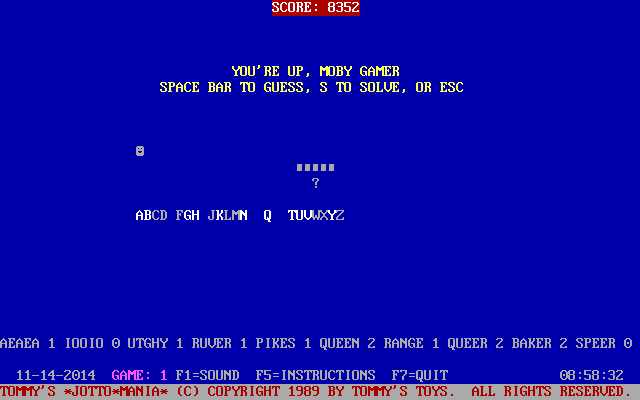 SCORE: 8352
YOU'RE UP, MOBY GAMER
SPACE BAR TO GUESS, S TO SOLVE, OR ESC
?
ABCD FGH JKLMN Q TUVWXYZ
AEAEA 1 IOOIO 0 UTGHY 1 RUVER 1 PIKES 1 QUEEN 2 RANGE 1 QUEER 2 BAKER 2 SPEER 0
11-14-2014 GAME: 1 F1=SOUND F5=INSTRUCTIONS F7=QUIT 08:58:32
TOMMY'S *JOTTO*MANIA* (C) COPYRIGHT 1989 BY TOMMY'S TOYS. ALL RIGHTS RESERVED.